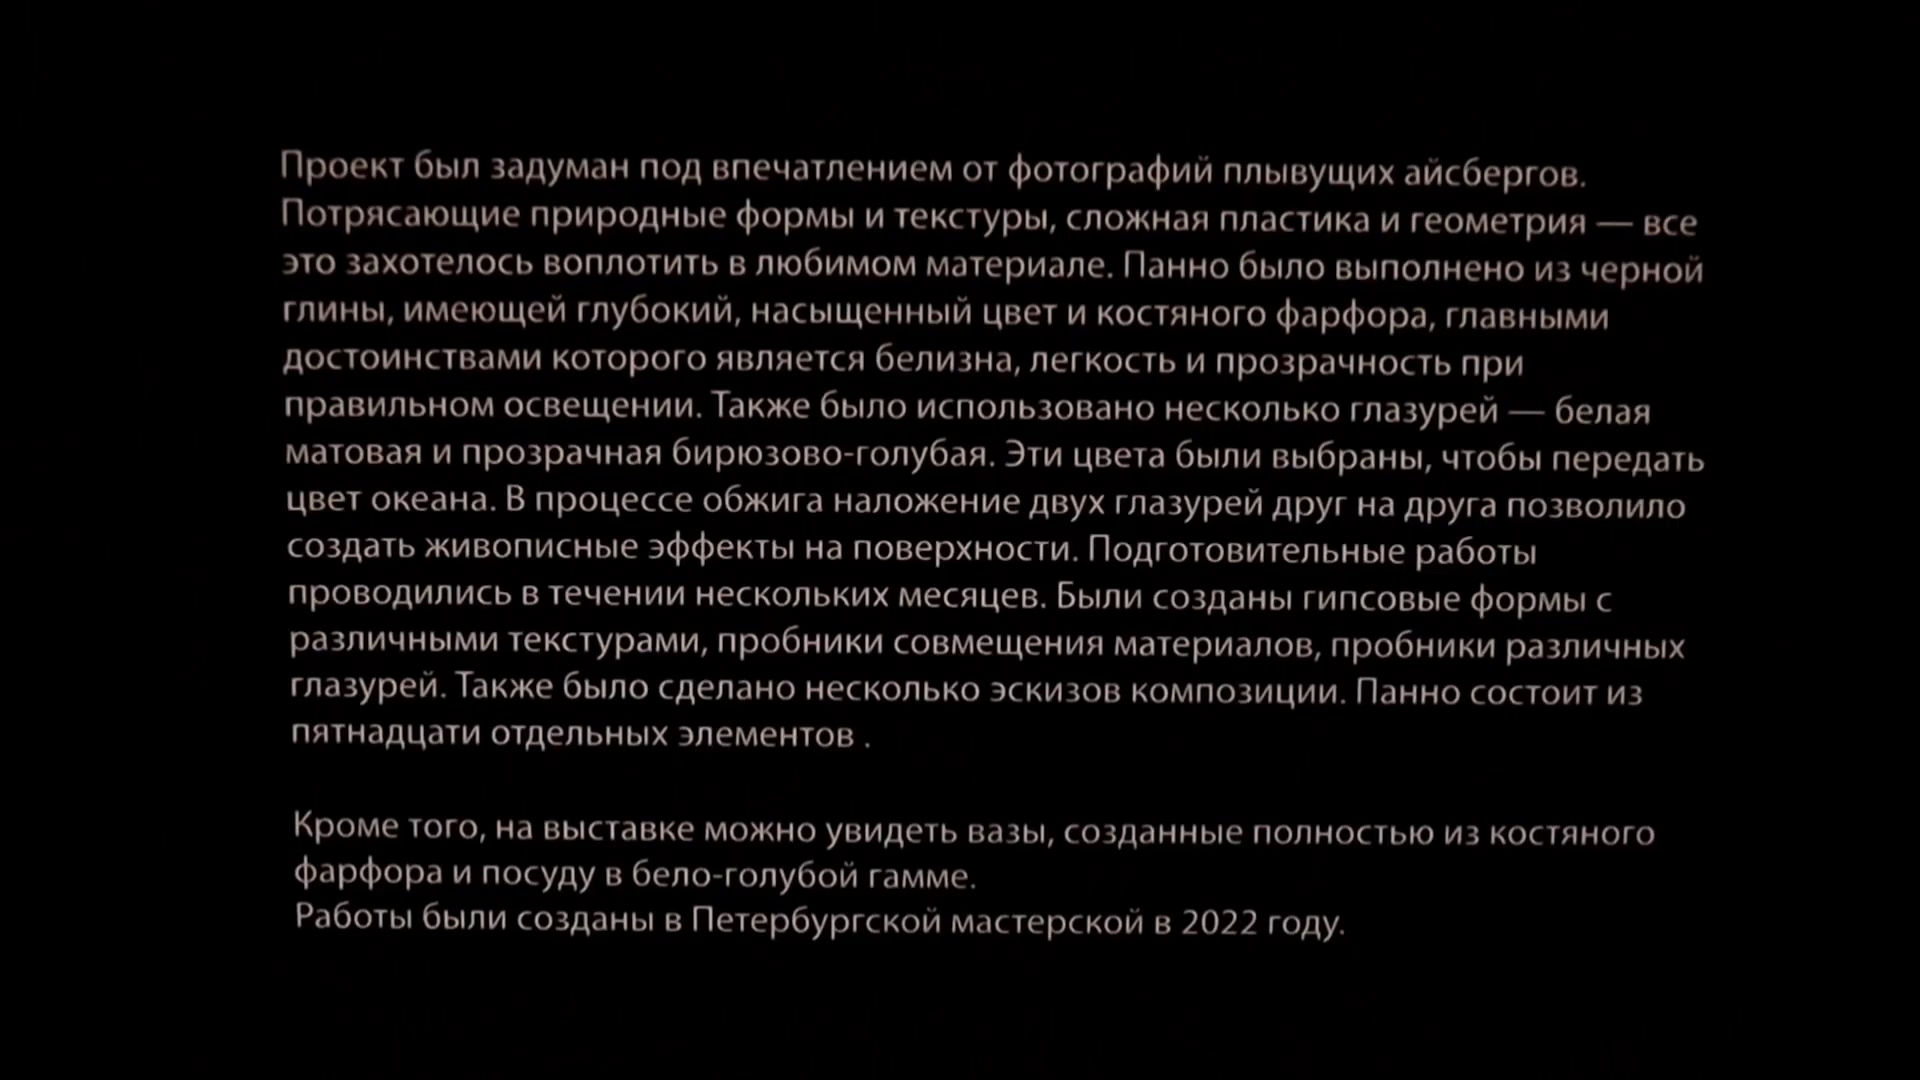 Проект был задуман под впечатлением от фотографий плывущих айсбергов.
Потрясающие природные формы и текстуры, сложная пластика и геометрия — все
это захотелось воплотить в любимом материале. Панно было выполнено из черной
глины, имеющей глубокий, насыщенный цвет и костяного фарфора, главными
достоинствами которого является белизна, легкость и прозрачность при
правильном освещении. Также было использовано несколько глазурей — белая
матовая и прозрачная бирюзово-голубая. Эти цвета были выбраны, чтобы передать
цвет океана. В процессе обжига наложение двух глазурей друг на друга позволило
создать живописные эффекты на поверхности. Подготовительные работы
проводились в течении нескольких месяцев. Были созданы гипсовые формы с
различными текстурами, пробники совмещения материалов, пробники различных
глазурей. Также было сделано несколько эскизов композиции. Панно состоит из
пятнадцати отдельных элементов .
Кроме того, на выставке можно увидеть вазы, созданные полностью из костяного
фарфора и посуду в бело-голубой гамме.
Работы были созданы в Петербургской мастерской в 2022 году.